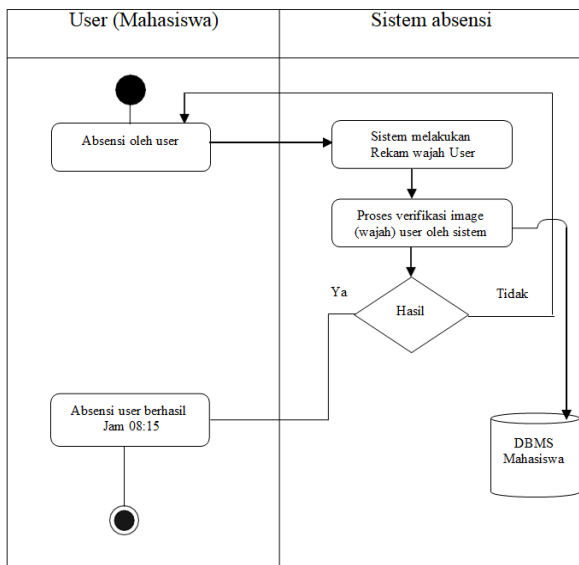 User (Mahasiswa)
Sistem absensi
Absensi oleh user
Sistem melakukan
Rekam wajah User
Proses verifikasi image
(wajah) user oleh sistem
Ya
Hasil
Tidak
Absensi user berhasil
Jam 08:15
DBMS
Mahasiswa